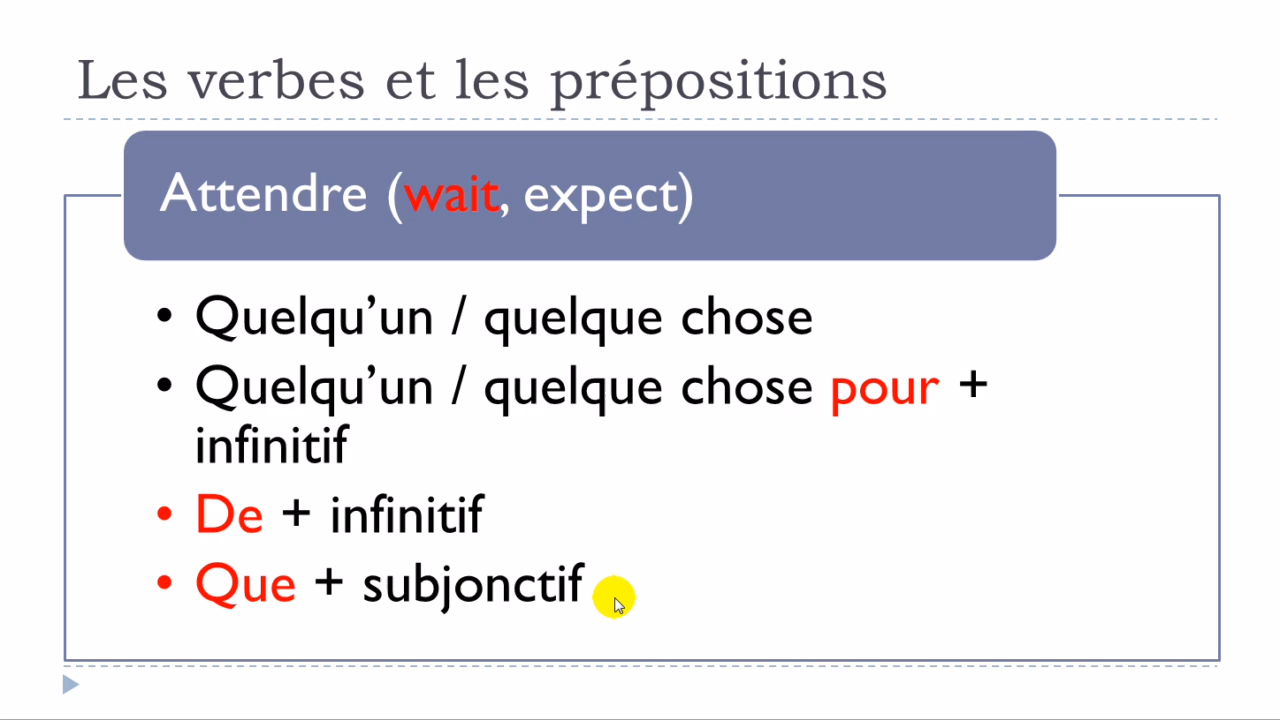 Les verbes et les prépositions
Attendre (wait, expect)
• Quelqu’un / quelque chose
• Quelqu’un / quelque chose pour +
infinitif
• De + infinitif
• Que + subjonctif